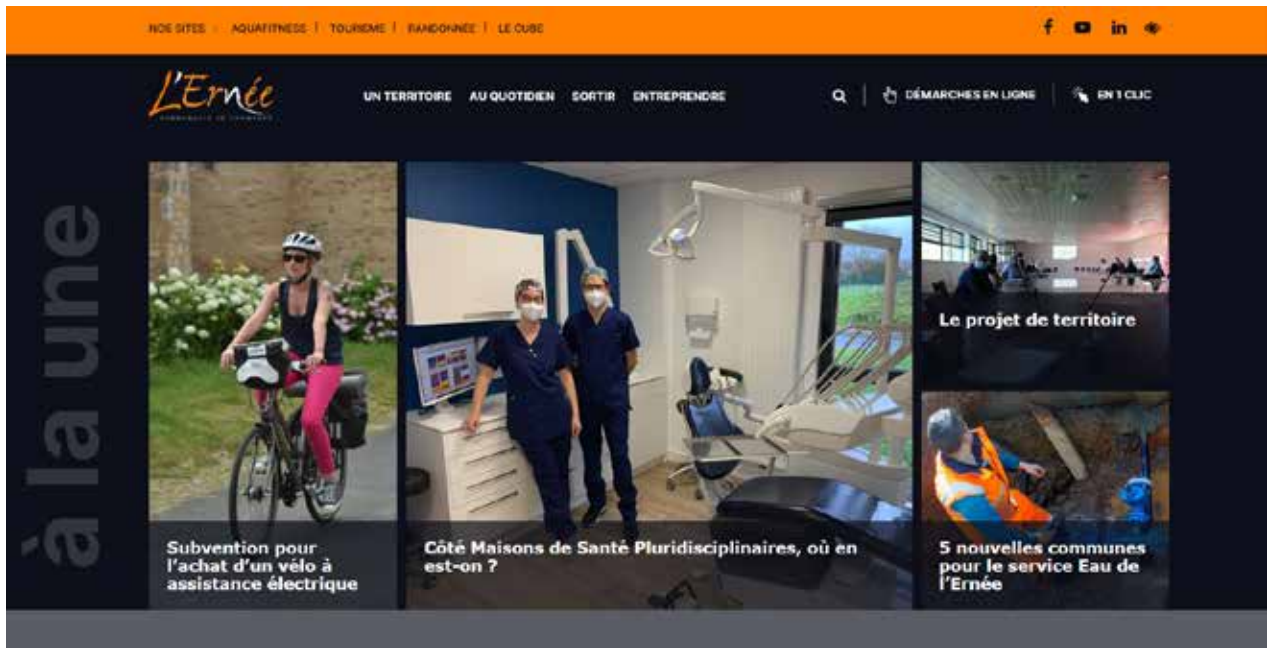 NOS SITES : AQUAFITNESS | TOURISME | RANDONNÉE | LE CUBE
L'Ernée
UN TERRITOIRE AU QUOTIDIEN SORTIR ENTREPRENDRE
DÉMARCHES EN LIGNE | EN 1 CLIC
à la une
Subvention pour
l'achat d'un vélo à
assistance électrique
Côté Maisons de Santé Pluridisciplinaires, où en
est-on ?
Le projet de territoire
5 nouvelles communes
pour le service Eau de
l'Ernée